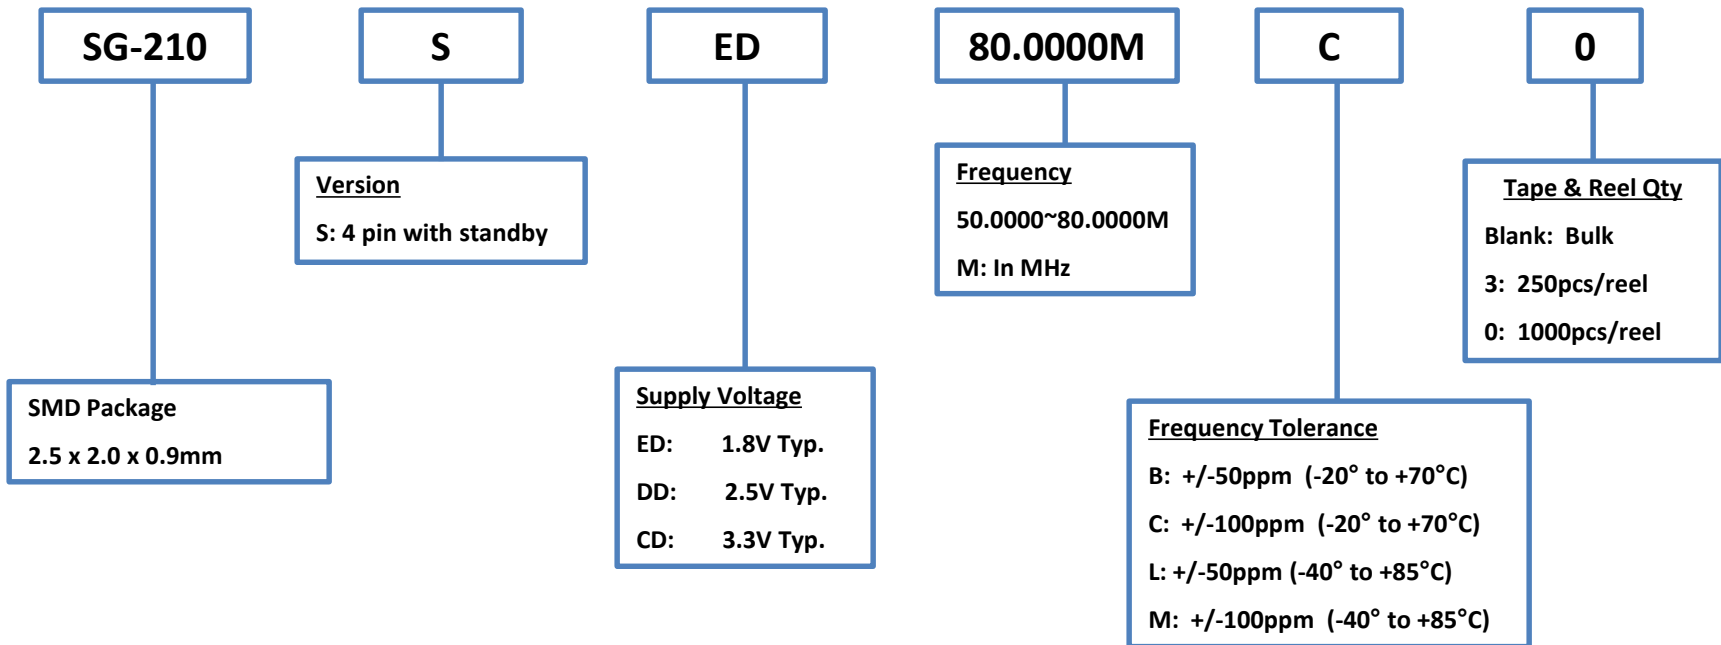 SG-210
S
ED
80.0000M
C
0
Version
S: 4 pin with standby
Frequency
50.0000~80.0000M
M: In MHz
Tape & Reel Qty
Blank: Bulk
3: 250pcs/reel
0: 1000pcs/reel
SMD Package
2.5 x 2.0 x 0.9mm
Supply Voltage
ED: 1.8V Typ.
DD: 2.5V Typ.
CD: 3.3V Typ.
Frequency Tolerance
B: +/-50ppm (-20° to +70°C)
C: +/-100ppm (-20° to +70°C)
L: +/-50ppm (-40° to +85°C)
M: +/-100ppm (-40° to +85°C)